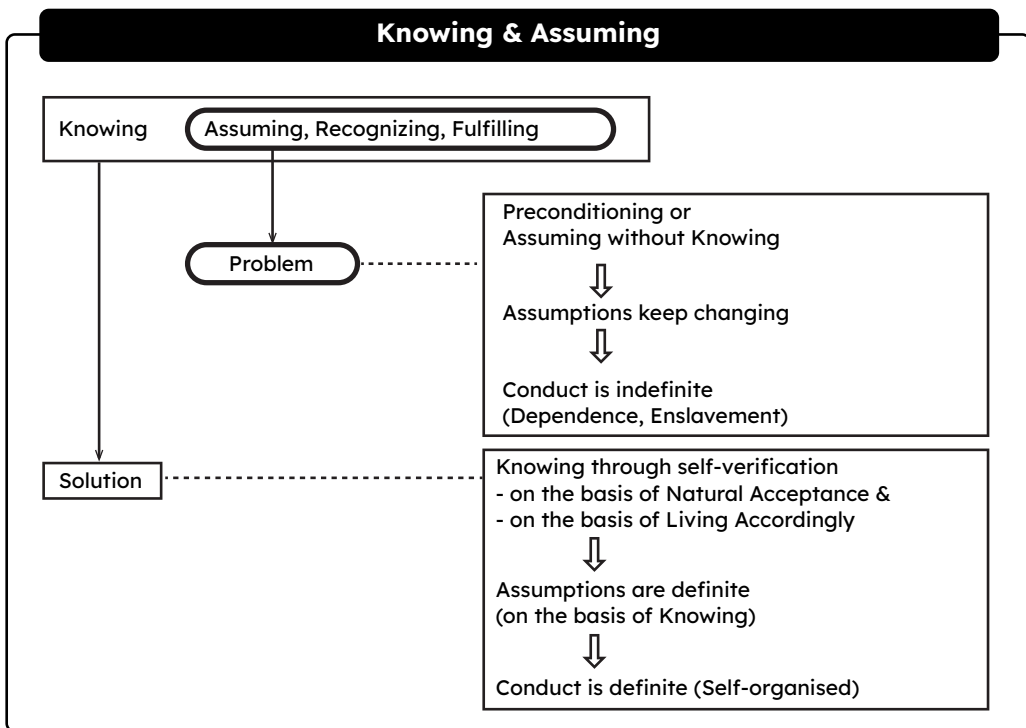 Knowing & Assuming
Knowing
Assuming, Recognizing, Fulfilling
Problem
Preconditioning or
Assuming without Knowing
Assumptions keep changing
Conduct is indefinite
(Dependence, Enslavement)
Solution
Knowing through self-verification
- on the basis of Natural Acceptance &
- on the basis of Living Accordingly
Assumptions are definite
(on the basis of Knowing)
Conduct is definite (Self-organised)